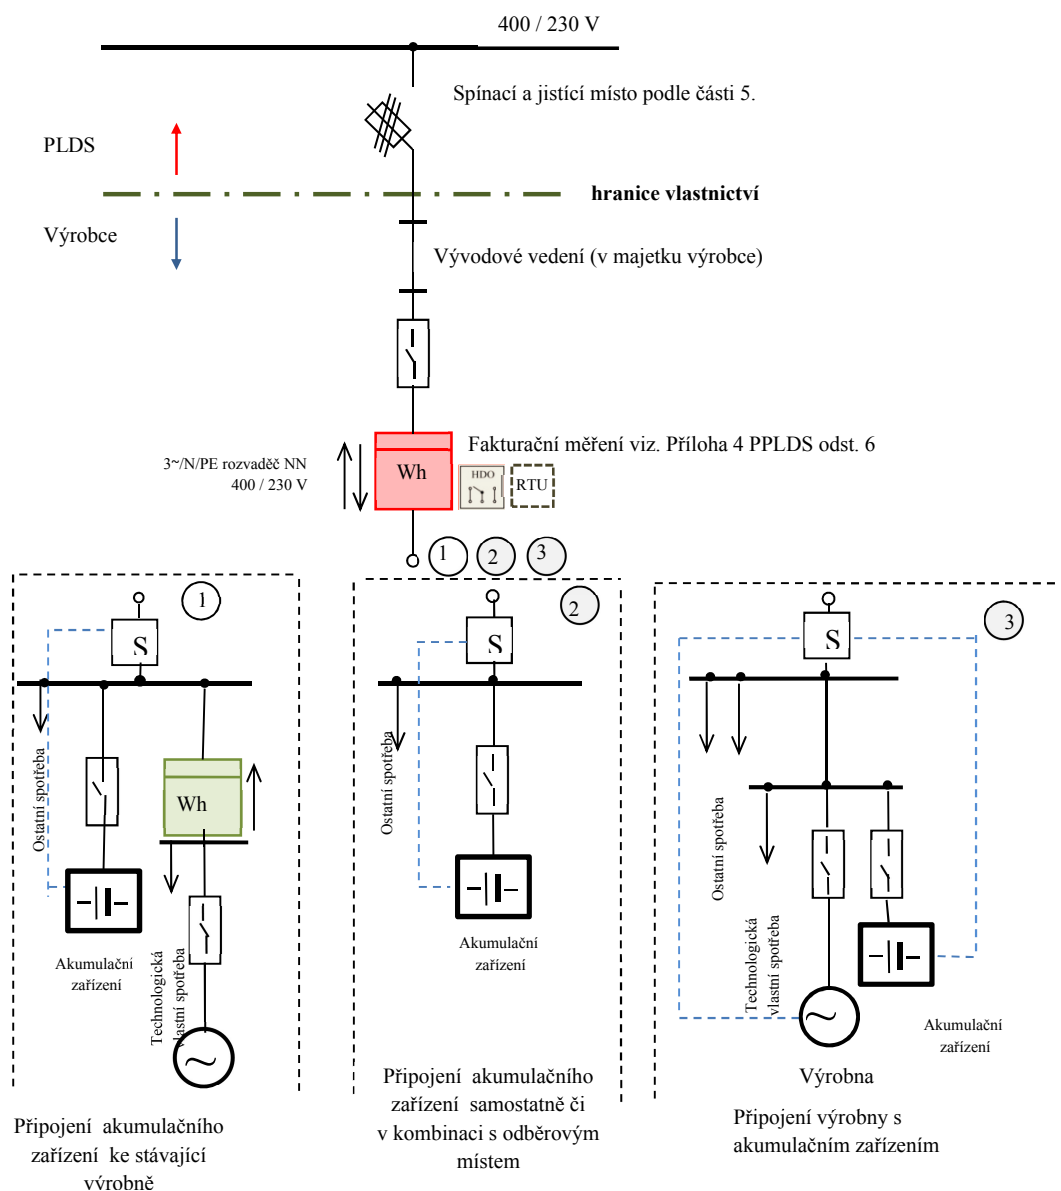 400 / 230 V
Spínací a jistící místo podle části 5.
PLDS
hranice vlastnictví
Výrobce
Vývodové vedení (v majetku výrobce)
Fakturační měření viz. Příloha 4 PPLDS odst. 6
3~/N/PE rozvaděč NN
400 / 230 V
Wh
HDO
RTU
1
2
3
1
S
Ostatní spotřeba
Wh
Akumulační
zařízení
Technologická
vlastní spotřeba
Připojení akumulačního
zařízení ke stávající
výrobně
2
S
Ostatní spotřeba
Akumulační
zařízení
Připojení akumulačního
zařízení samostatně či
v kombinaci s odběrovým
místem
3
S
Ostatní spotřeba
Technologická
vlastní spotřeba
Akumulační
zařízení
Výrobna
Připojení výrobny s
akumulačním zařízením